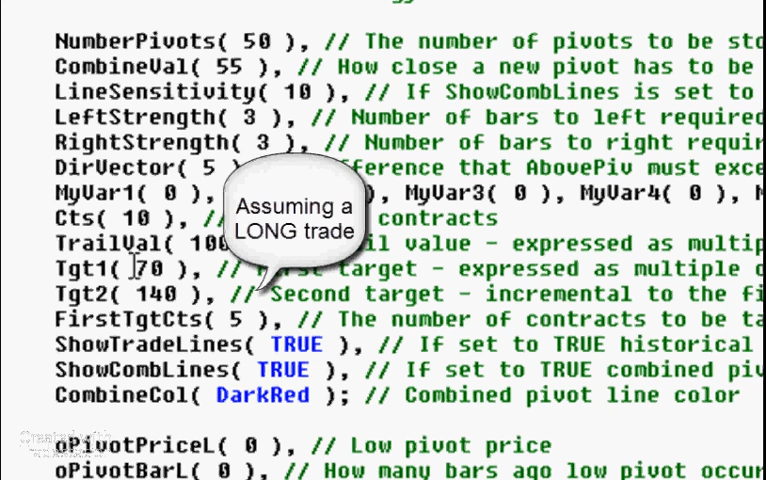 NumberPivots( 50 ), // The number of pivots to be sto
CombineVal( 55 ), // How close a new pivot has to be
LineSensitivity( 10 ), // If ShowCombLines is set to
LeftStrength( 3 ), // Number of bars to left required
RightStrength( 3 ), // Number of bars to right requir
DirVector( 5 ference that AbovePiv must exce
MyVar1( 0 ), ), MyVar3( 0 ), MyVar4( 0 ), M
Cts( 10 ), // contracts
TrailVal( 100 il value - expressed as multip
Tgt1( 70 ), // First target - expressed as multiple o
Tgt2( 140 ), // Second target - incremental to the fi
FirstTgtCts( 5 ), // The number of contracts to be ta
ShowTradeLines( TRUE ), // If set to TRUE historical
ShowCombLines( TRUE ), // If set to TRUE combined piv
CombineCol( DarkRed ); // Combined pivot line color
oPivotPriceL( 0 ), // Low pivot price
oPivotBarL( 0 ), // How many bars ago low pivot occur
Assuming a
LONG trade
Created with